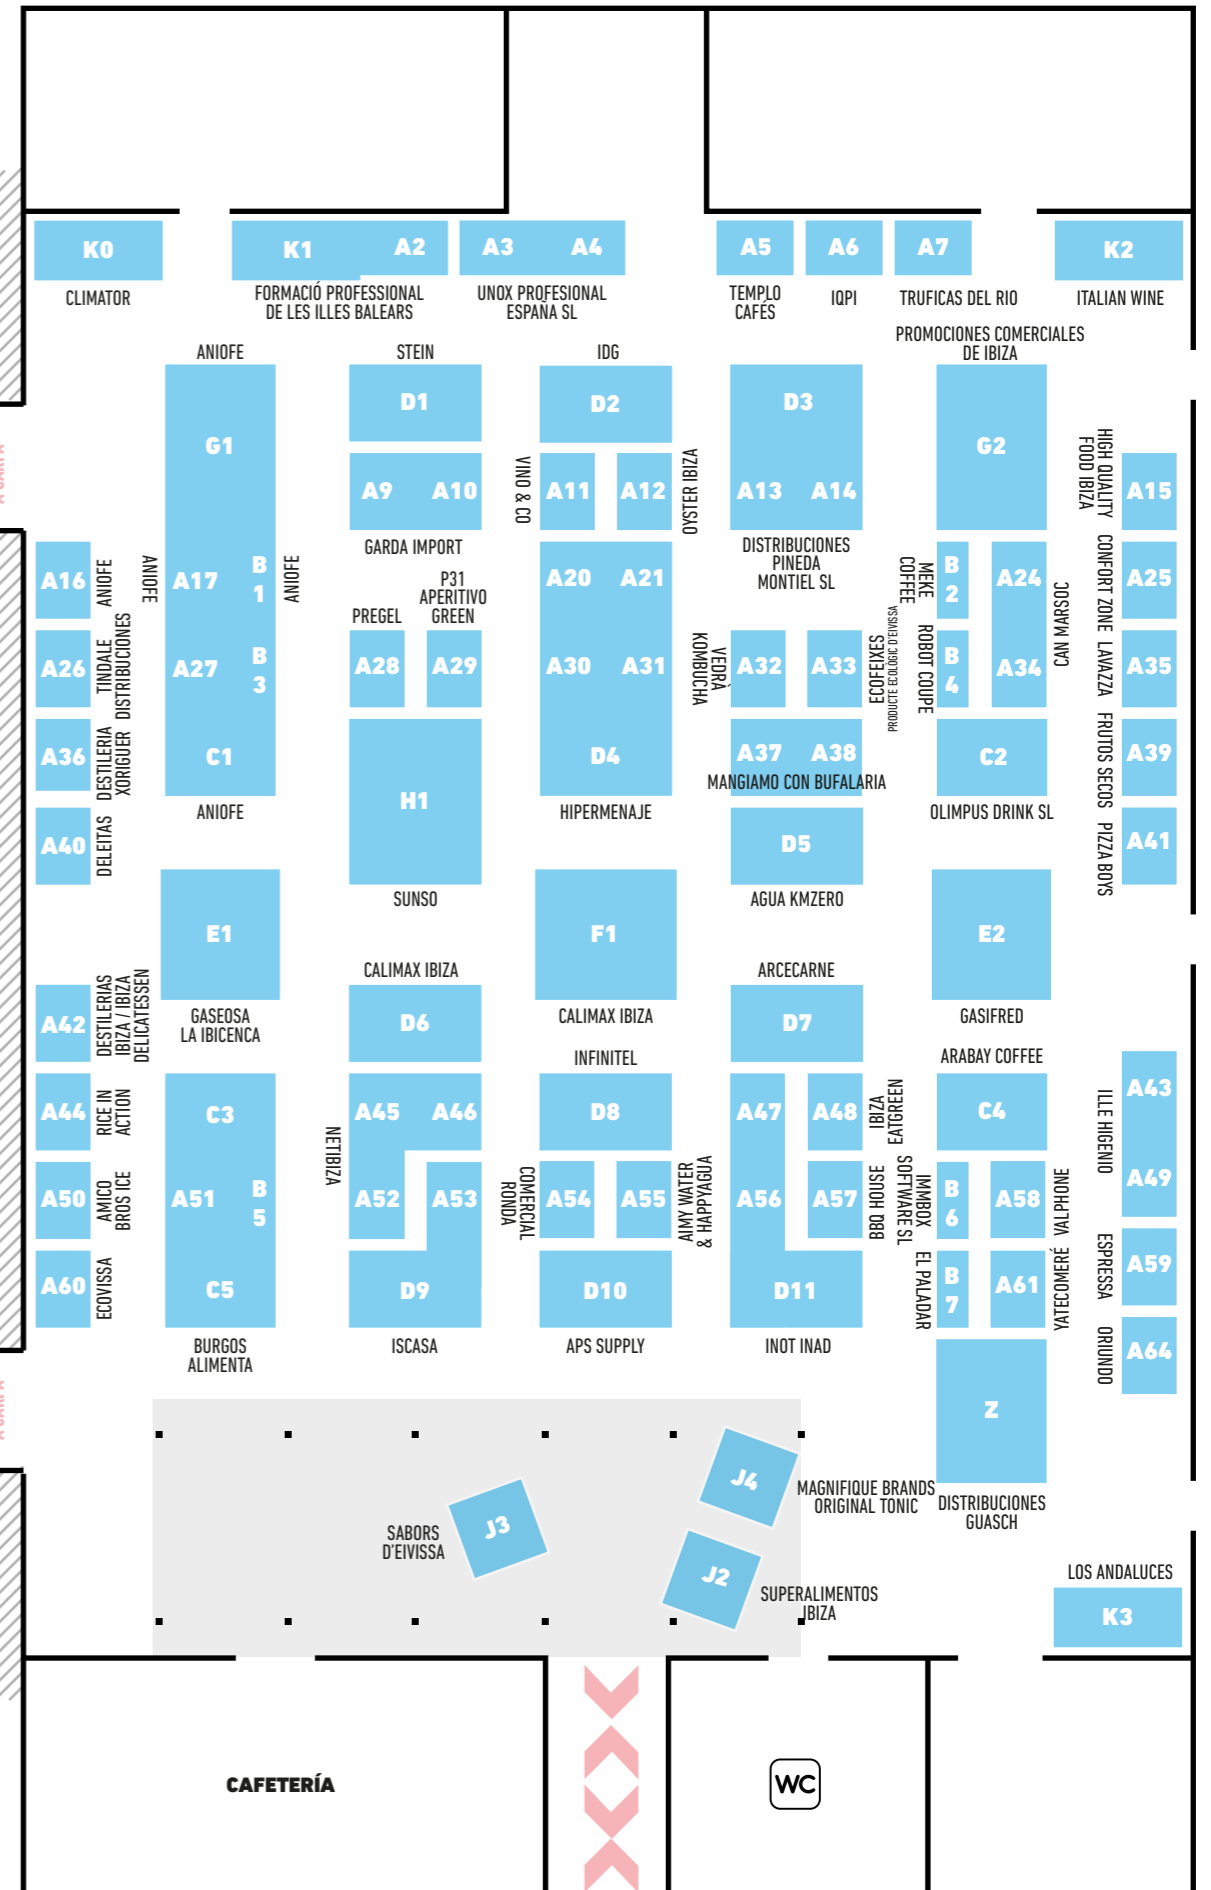 K0
CLIMATOR
K1
A2
FORMACIÓ PROFESSIONAL
DE LES ILLES BALEARS
A3
A4
UNOX PROFESIONAL
ESPAÑA SL
A5
TEMPLO
CAFÉS
A6
IQPI
A7
TRUFICAS DEL RIO
K2
ITALIAN WINE
ANIOFE
G1
ANIOFE
A17
B
1
ANIOFE
A27
B
3
C1
ANIOFE
STEIN
D1
A9
A10
GARDA IMPORT
IDG
D2
VINO & CO
A11
A12
OYSTER IBIZA
D3
A13
A14
DISTRIBUCIONES
PINEDA
MONTIEL SL
PROMOCIONES COMERCIALES
DE IBIZA
G2
HIGH QUALITY
FOOD IBIZA
A15
A16
ANIOFE
A26
TINDALE
DISTRIBUCIONES
A36
DESTILERIA
XORIGUER
A40
DELEITAS
PREGEL
A28
P31
APERITIVO
GREEN
A29
H1
SUNSO
A20
A21
A30
A31
D4
HIPERMENAJE
VEDRÀ
KOMBUCHA
A32
A33
ECOFEIXES
PRODUCTE ECOLÒGIC D'EIVISSA
A37
A38
MANGIAMO CON BUFALARIA
D5
AGUA KMZERO
MEKE
COFFEE
B
2
ROBOT COUPE
B
4
A24
A34
CAN MARSOC
C2
OLIMPUS DRINK SL
CONFORT ZONE
A25
LAVAZZA
A35
FRUTOS SECOS
A39
PIZZA BOYS
A41
E1
GASEOSA
LA IBICENCA
F1
CALIMAX IBIZA
E2
GASIFRED
A42
DESTILERIAS
IBIZA / IBIZA
DELICATESSEN
A44
RICE IN
ACTION
A50
AMICO
BROS ICE
A60
ECOVISSA
C3
A51
B
5
C5
BURGOS
ALIMENTA
CALIMAX IBIZA
D6
NETIBIZA
A45
A46
A52
A53
D9
ISCASA
INFINITEL
D8
COMERCIAL
RONDA
A54
A55
AMY WATER
& HAPPYAGUA
D10
APS SUPPLY
ARCECARNE
D7
A47
A48
IBIZA
EATGREEN
A56
A57
BBQ HOUSE
D11
INOT INAD
ARABAY COFFEE
C4
IMMBOX
SOFTWARE SL
B
6
A58
VALPHONE
EL PALADAR
B
7
A61
YATECOMERÉ
Z
DISTRIBUCIONES
GUASCH
ILLE HIGENIO
A43
A49
ESPRESSA
A59
ORIUNDO
A64
J4
MAGNIFIQUE BRANDS
ORIGINAL TONIC
J3
SABORS
D'EIVISSA
J2
SUPERALIMENTOS
IBIZA
LOS ANDALUCES
K3
CAFETERÍA
WC